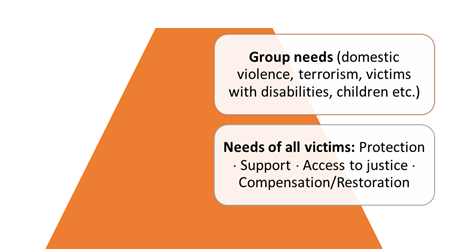 Group needs (domestic
violence, terrorism, victims
with disabilities, children etc.)
Needs of all victims: Protection
· Support · Access to justice ·
Compensation/Restoration